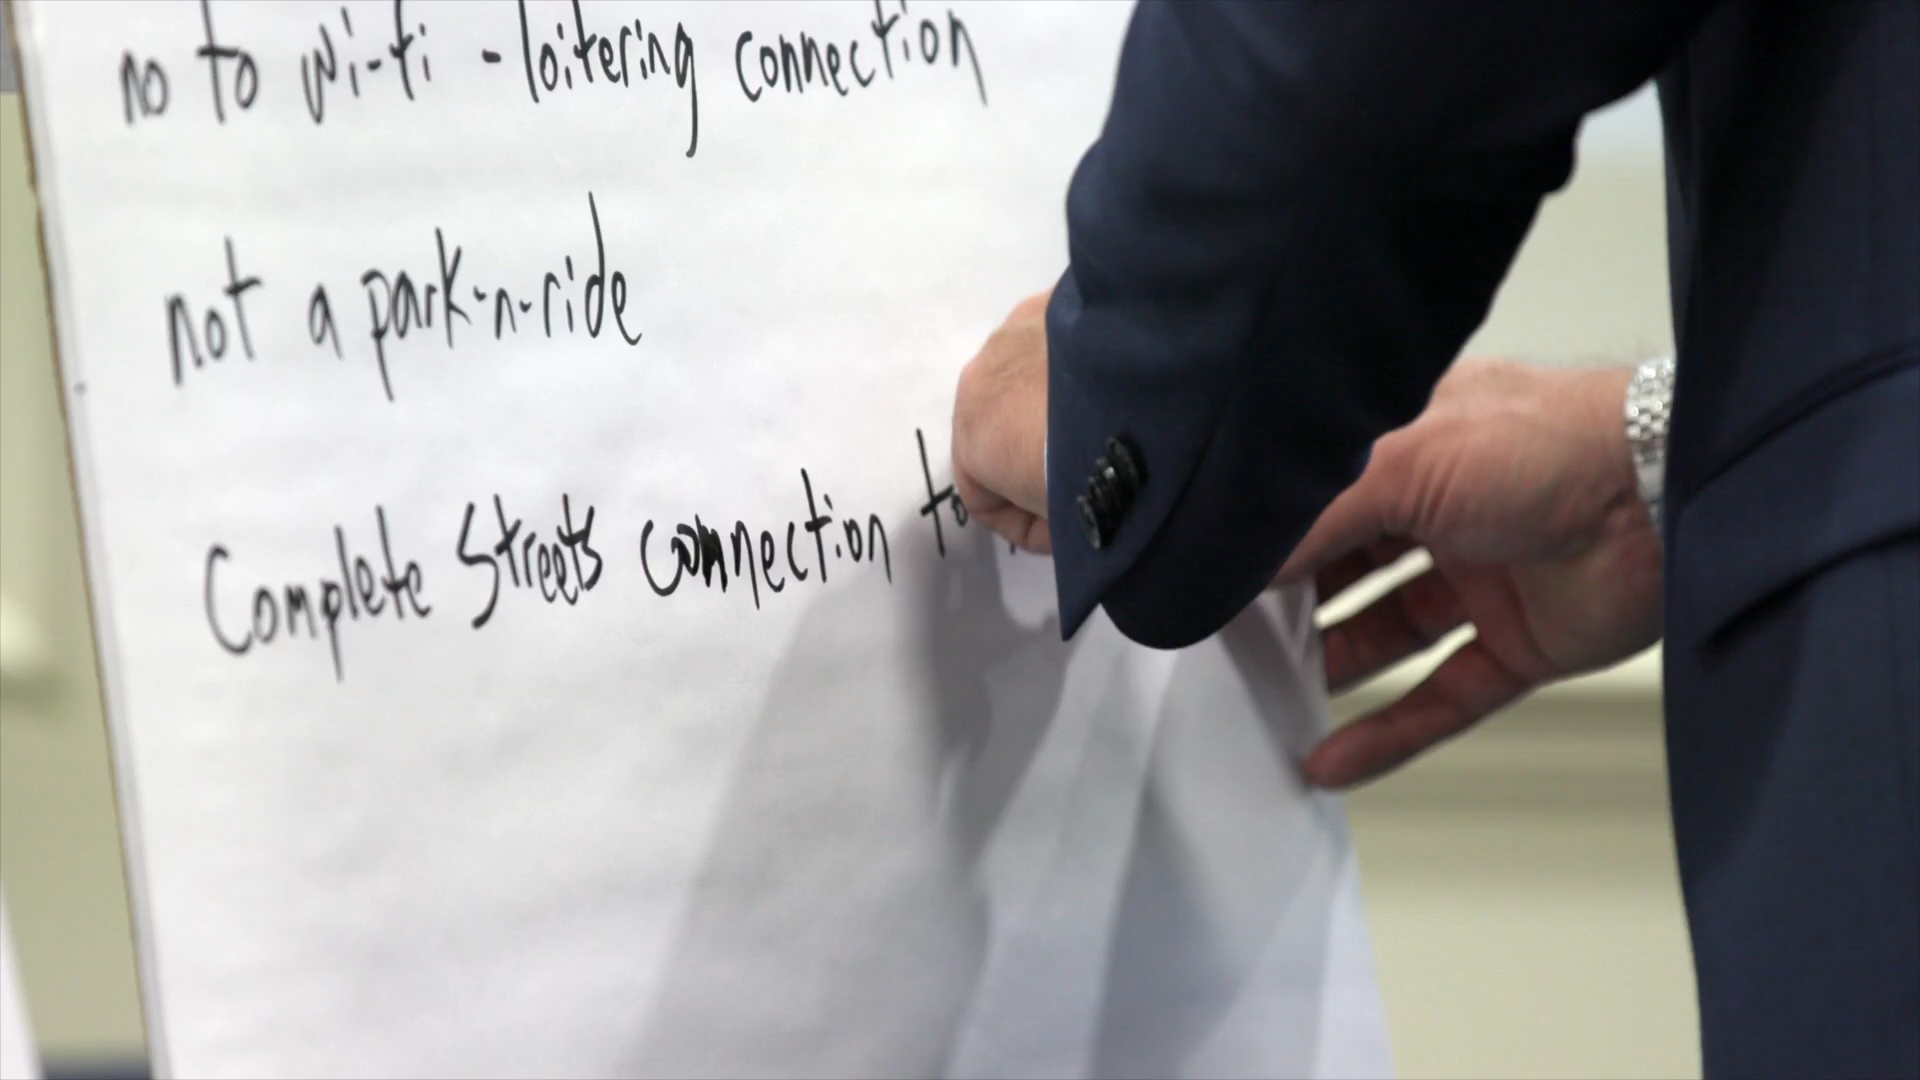 no to wi-fi - loitering connection
not a park-n-ride
Complete Streets connection to